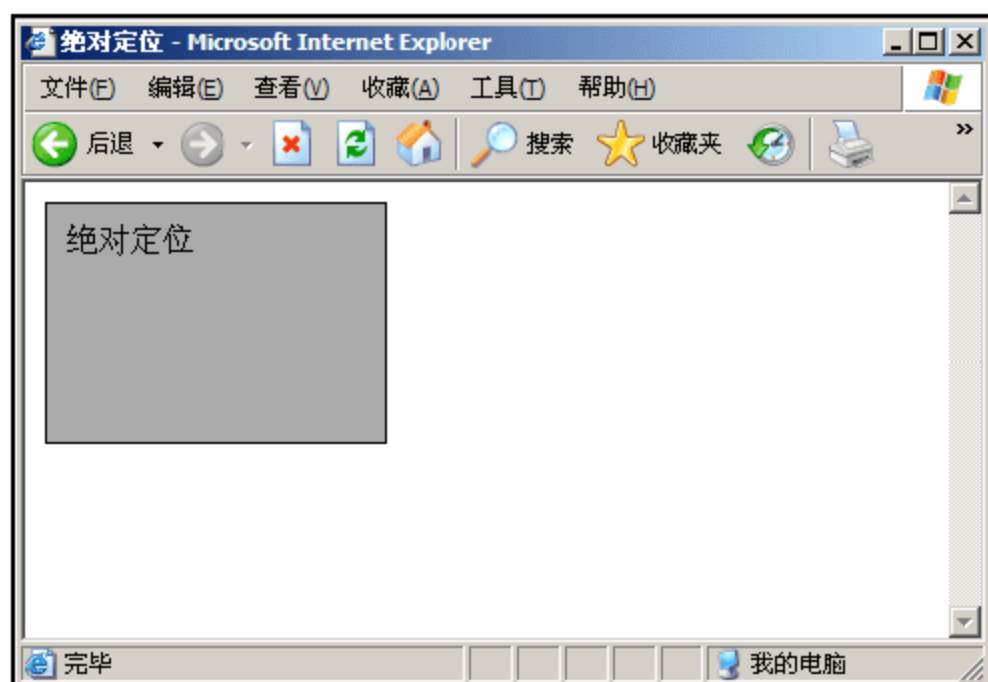 绝对定位 - Microsoft Internet Explorer
文件(F) 编辑(E) 查看(V) 收藏(A) 工具(T) 帮助(H)
后退 搜索 收藏夹 »
绝对定位
完毕 我的电脑